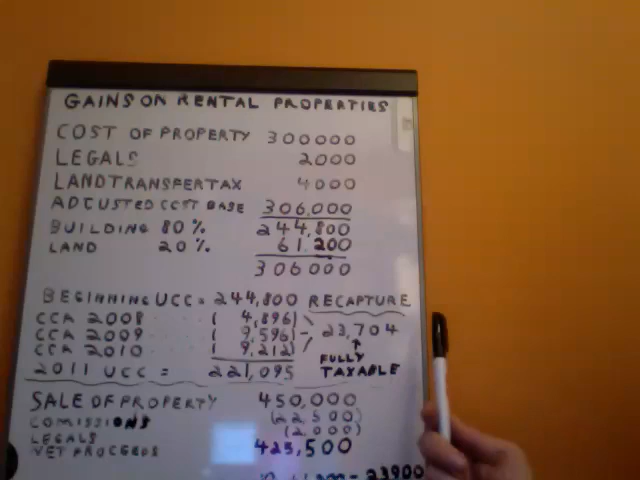 GAINS ON RENTAL PROPERTIES
COST OF PROPERTY 300000
LEGALS 2000
LANDTRANSFERTAX 4000
ADJUSTED COST BASE 306,000
BUILDING 80% 244,800
LAND 20% 61,200
306000
BEGINNING UCC = 244,800 RECAPTURE
CCA 2008 ( 4,896)
CCA 2009 ( 9,596) - 23,704
CCA 2010 ( 9,212) FULLY
2011 UCC = 221,095 TAXABLE
SALE OF PROPERTY 450,000
COMISSIONS (22,500)
LEGALS (2,000)
NET PROCEEDS 425,500